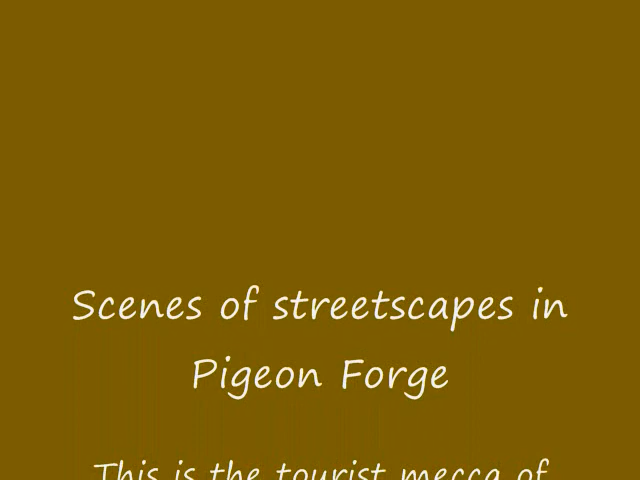 Scenes of streetscapes in
Pigeon Forge
This is the tourist mecca of